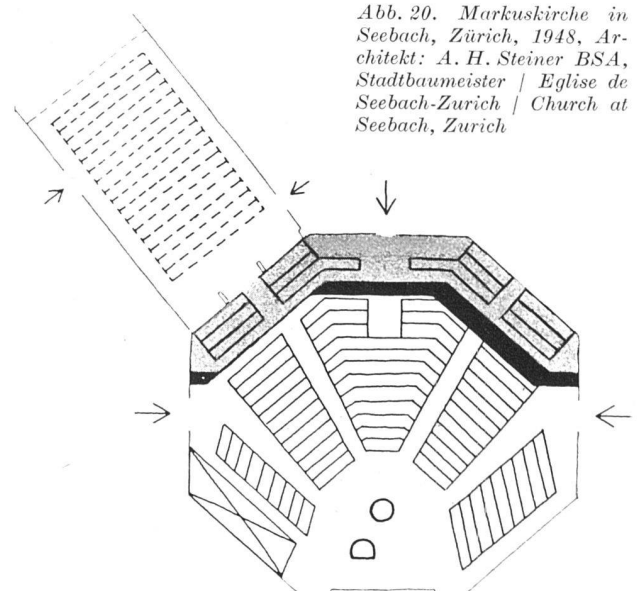 Abb. 20. Markuskirche in
Seebach, Zürich, 1948, Ar-
chitekt: A. H. Steiner BSA,
Stadtbaumeister | Eglise de
Seebach-Zurich | Church at
Seebach, Zurich